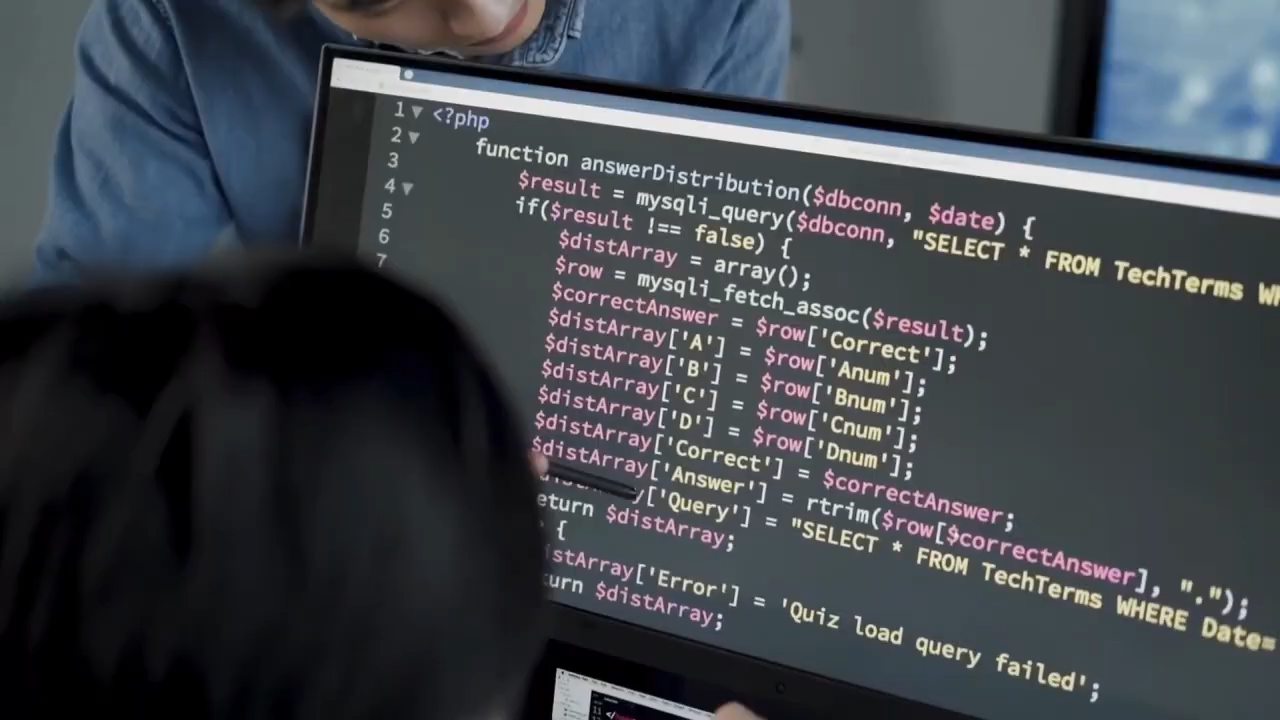 1 <?php
2 function answerDistribution($dbconn, $date) {
3 $result = mysqli_query($dbconn, "SELECT * FROM TechTerms
4 if($result !== false) {
5 $distArray = array();
6 $row = mysqli_fetch_assoc($result);
7 $correctAnswer = $row['Correct'];
$distArray['A'] = $row['Anum'];
$distArray['B'] = $row['Bnum'];
$distArray['C'] = $row['Cnum'];
$distArray['D'] = $row['Dnum'];
$distArray['Correct'] = $correctAnswer;
$distArray['Answer'] = rtrim($row[$correctAnswer], ".");
y['Query'] = "SELECT * FROM TechTerms WHERE Date=
eturn $distArray;
{
istArray['Error'] = 'Quiz load query failed';
turn $distArray;